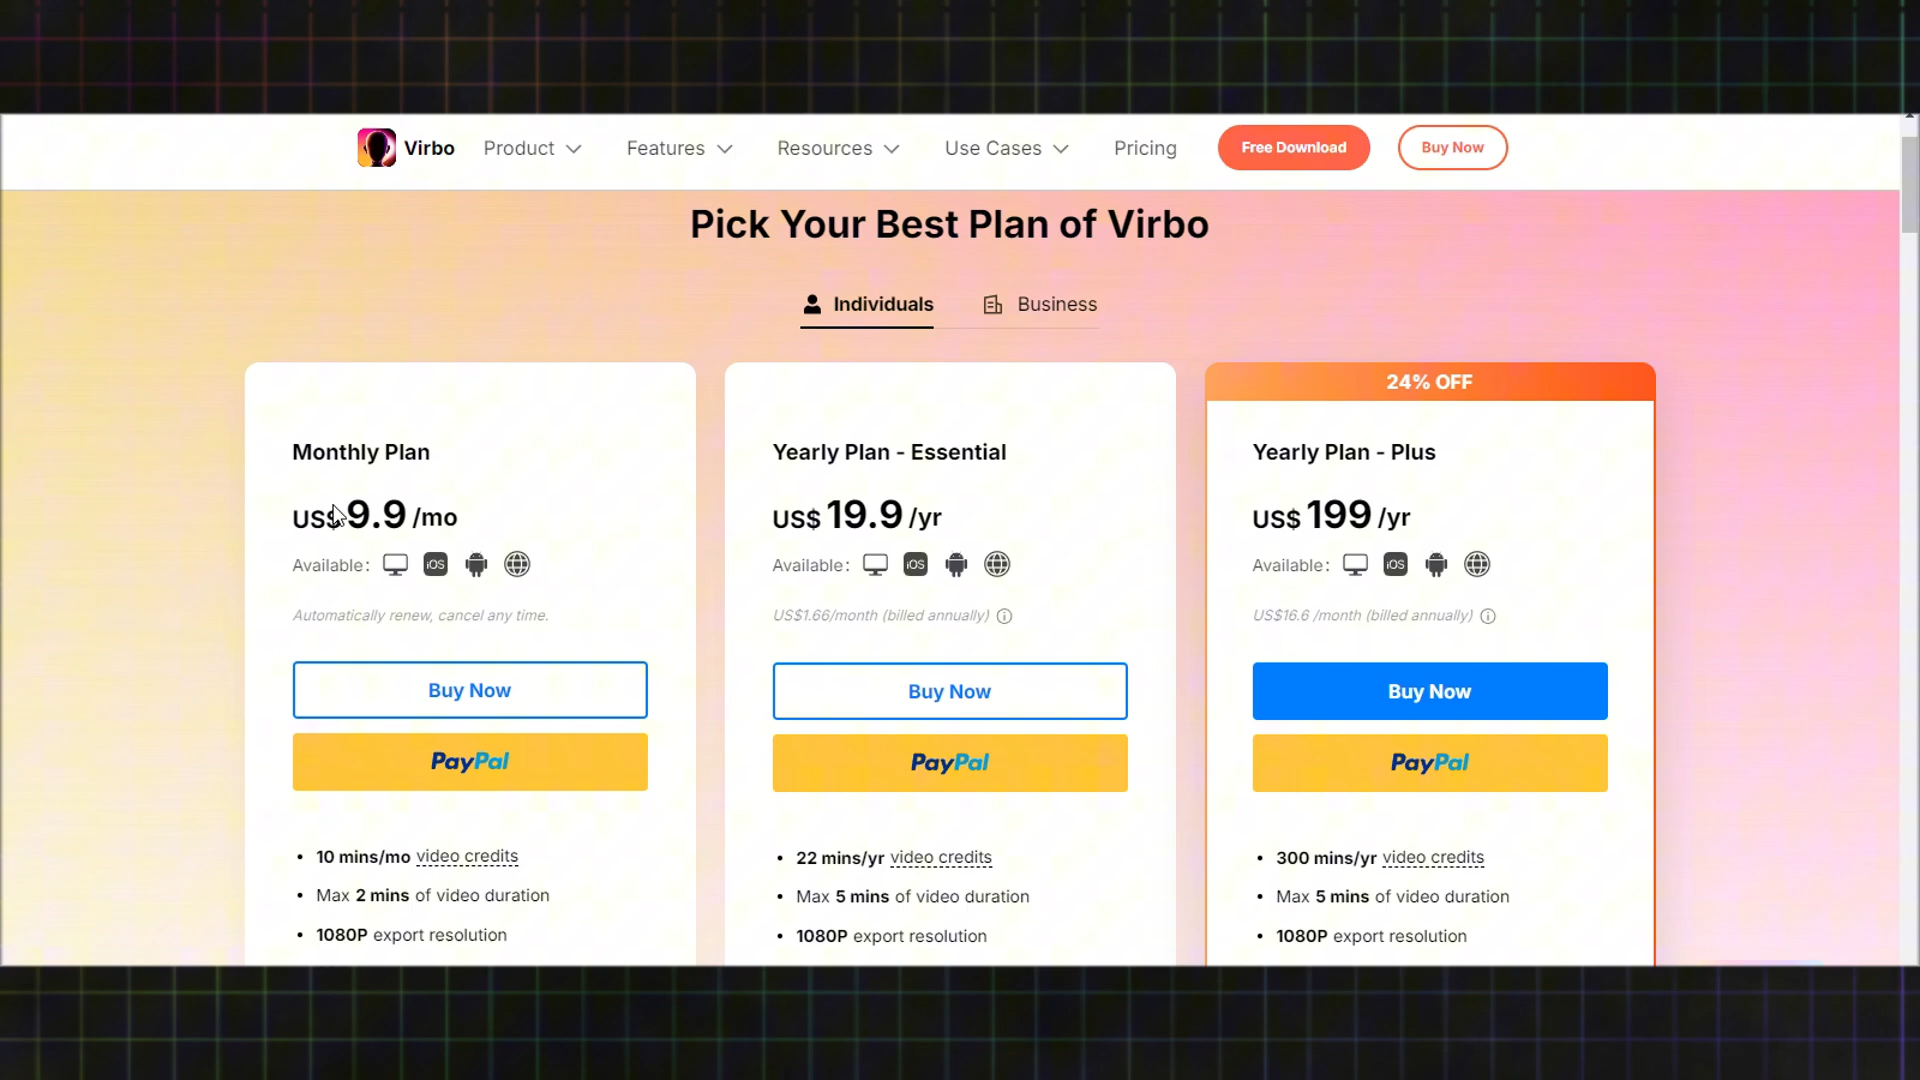 Virbo Product Features Resources Use Cases Pricing Free Download Buy Now
Pick Your Best Plan of Virbo
Individuals Business
24% OFF
Monthly Plan
US$ 9.9 /mo
Available: iOS
Automatically renew, cancel any time.
Buy Now
PayPal
• 10 mins/mo video credits
• Max 2 mins of video duration
• 1080P export resolution
Yearly Plan - Essential
US$ 19.9 /yr
Available: iOS
US$1.66/month (billed annually)
Buy Now
PayPal
• 22 mins/yr video credits
• Max 5 mins of video duration
• 1080P export resolution
Yearly Plan - Plus
US$ 199 /yr
Available: iOS
US$16.6 /month (billed annually)
Buy Now
PayPal
• 300 mins/yr video credits
• Max 5 mins of video duration
• 1080P export resolution